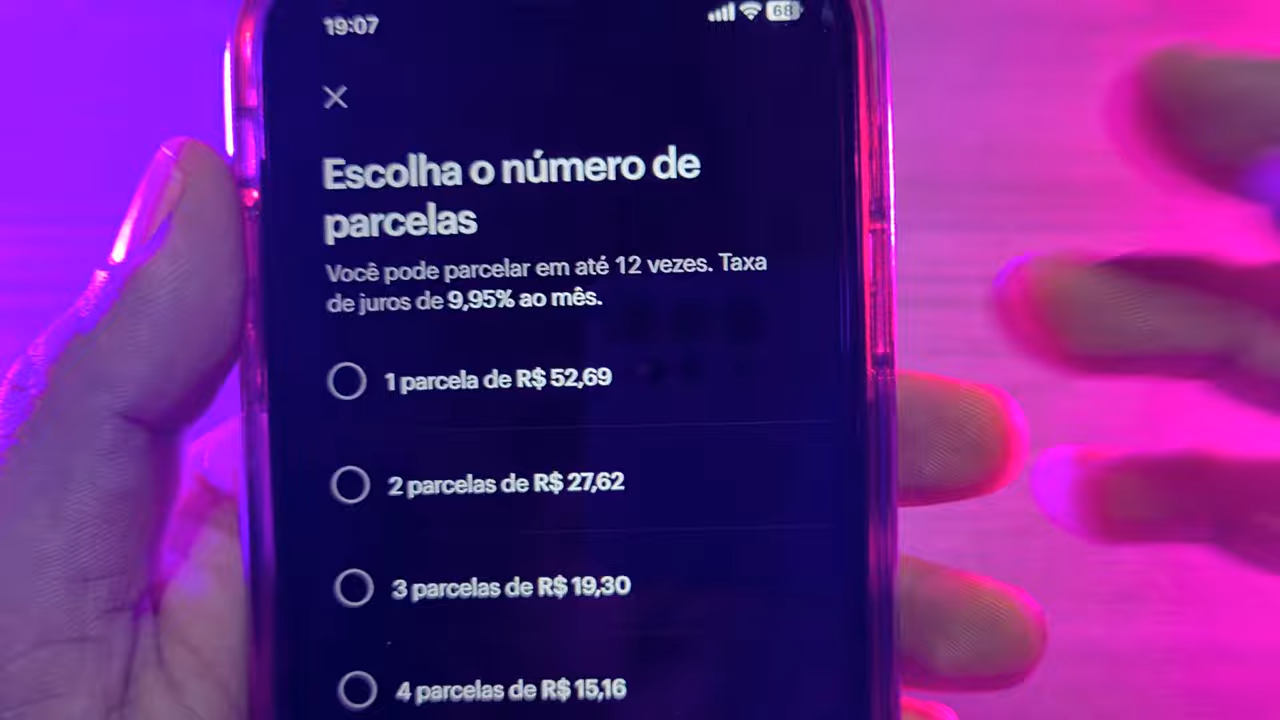 19:07
68
Escolha o número de
parcelas
Você pode parcelar em até 12 vezes. Taxa
de juros de 9,95% ao mês.
1 parcela de R$ 52,69
2 parcelas de R$ 27,62
3 parcelas de R$ 19,30
4 parcelas de R$ 15,16